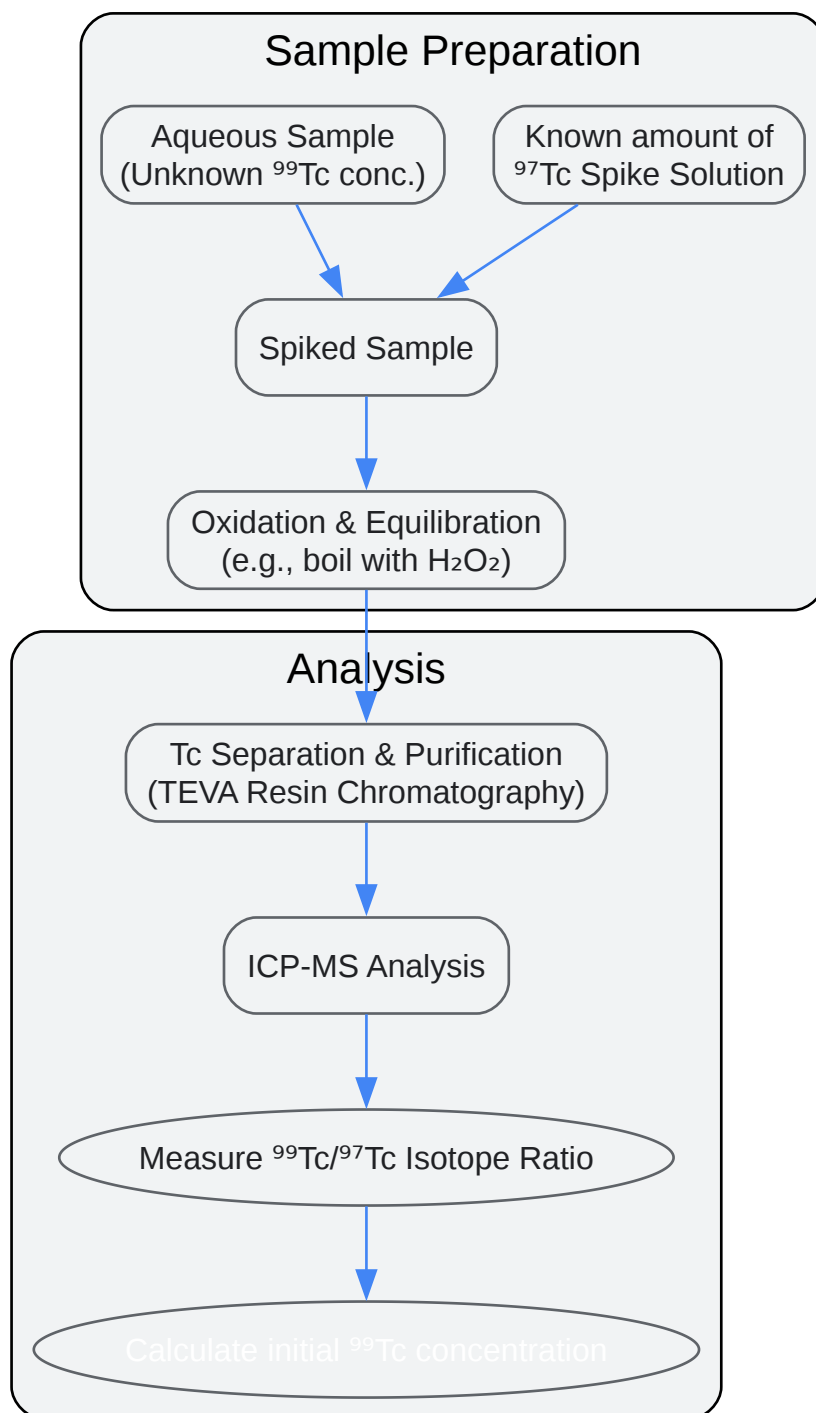 Sample Preparation
Aqueous Sample
(Unknown ⁹⁹Tc conc.)
Known amount of
⁹⁷Tc Spike Solution
Spiked Sample
Oxidation & Equilibration
(e.g., boil with H₂O₂)
Analysis
Tc Separation & Purification
(TEVA Resin Chromatography)
ICP-MS Analysis
Measure ⁹⁹Tc/⁹⁷Tc Isotope Ratio
Calculate initial ⁹⁹Tc concentration